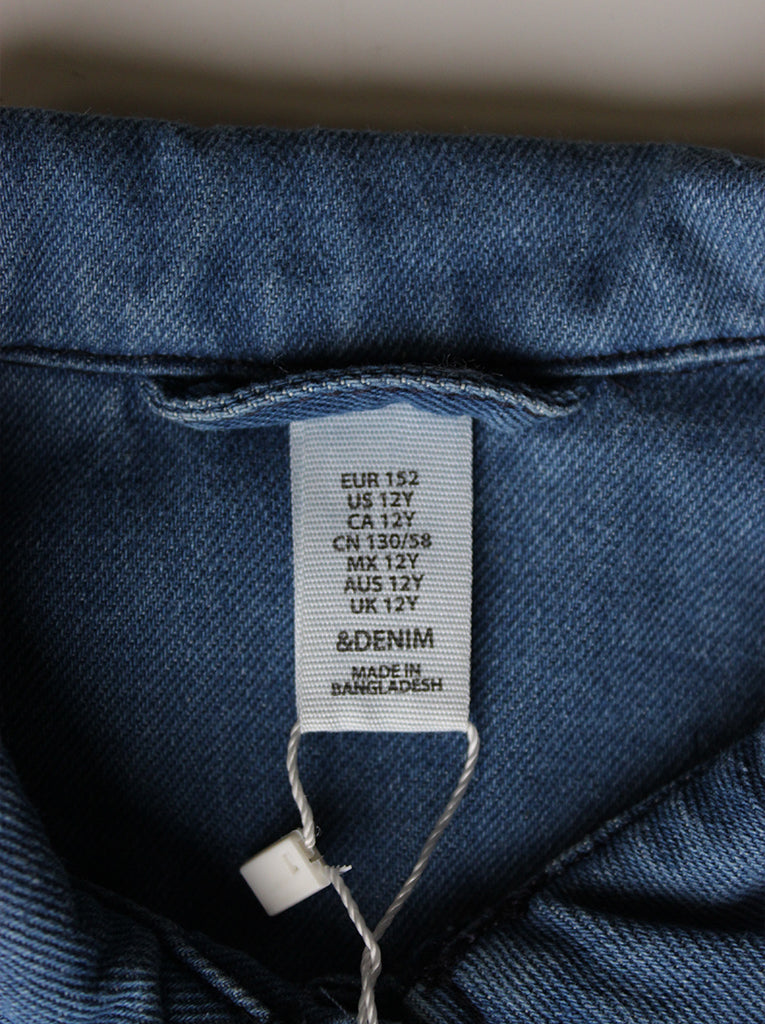 EUR 152
US 12Y
CA 12Y
CN 130/58
MX 12Y
AUS 12Y
UK 12Y
&DENIM
MADE IN
BANGLADESH